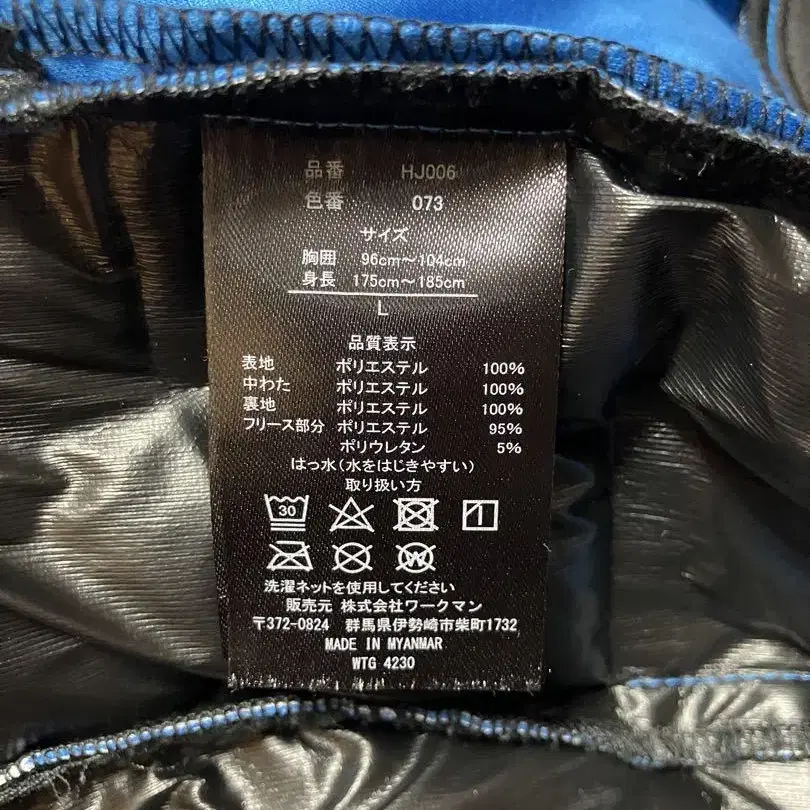 品番 HJ006
色番 073
サイズ
胸囲 96cm～104cm
身長 175cm～185cm
L
品質表示
表地 ポリエステル 100%
中わた ポリエステル 100%
裏地 ポリエステル 100%
フリース部分 ポリエステル 95%
ポリウレタン 5%
はっ水(水をはじきやすい)
取り扱い方
30
W
洗濯ネットを使用してください
販売元 株式会社ワークマン
〒372-0824 群馬県伊勢崎市柴町1732
MADE IN MYANMAR
WTG 4230